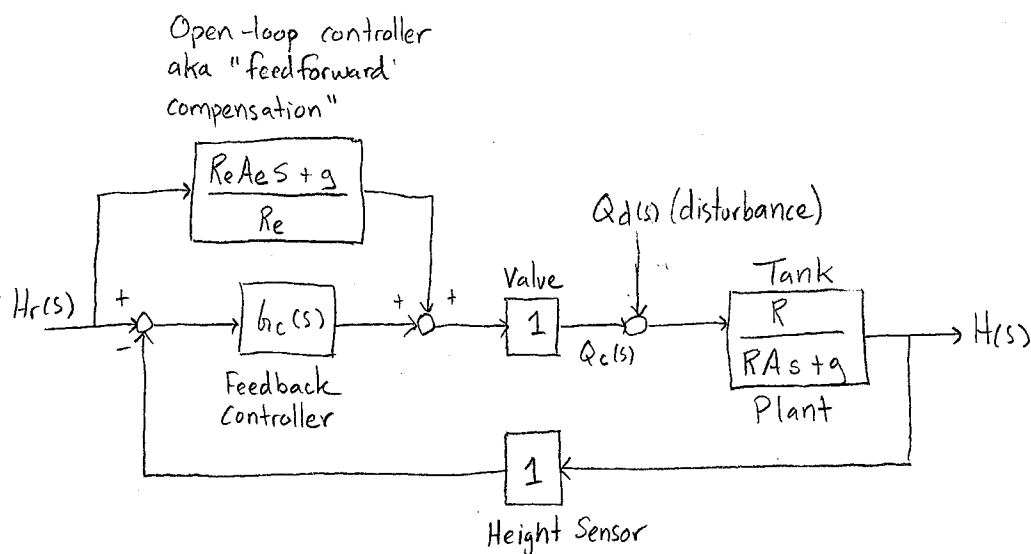 Open-loop controller
aka "feedforward'
compensation"
ReAeS + g
Re
Qd(s) (disturbance)
Hr(s)
+
-
Gc(s)
+
+
Valve
1
Qc(s)
Tank
R
RAs+g
Plant
H(s)
Feedback
Controller
1
Height Sensor